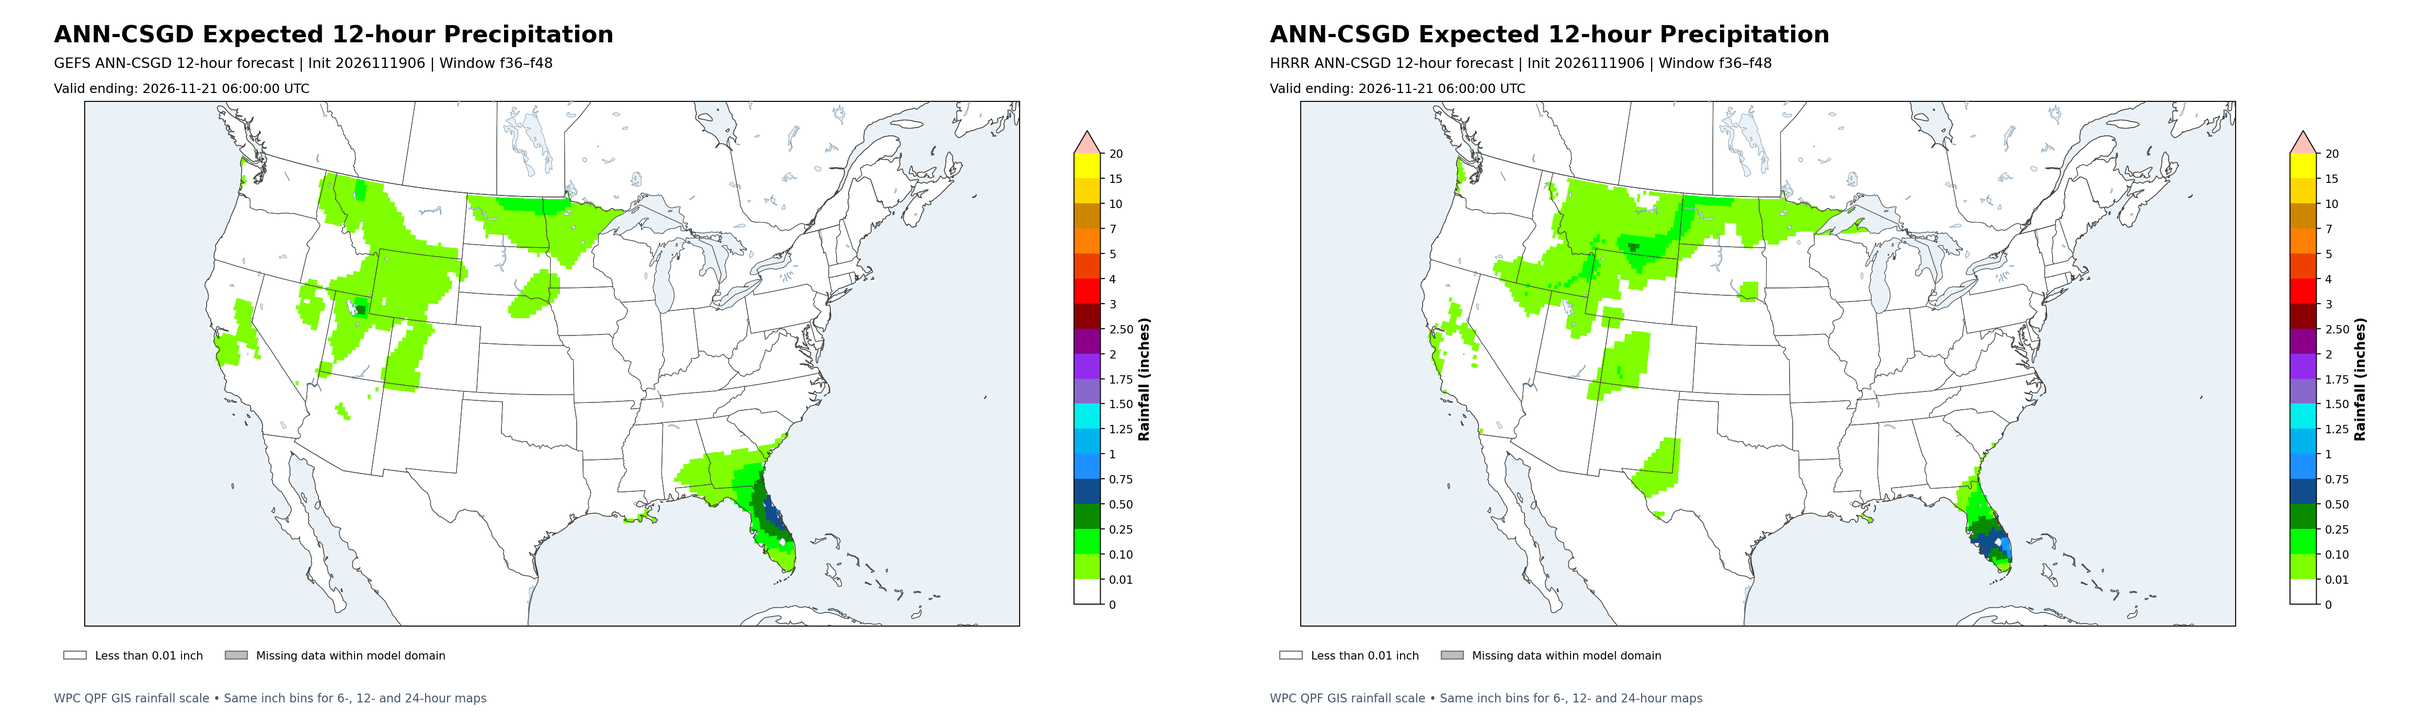 ANN-CSGD Expected 12-hour Precipitation
GEFS ANN-CSGD 12-hour forecast | Init 2026111906 | Window f36–f48
Valid ending: 2026-11-21 06:00:00 UTC
20
15
10
7
5
4
3
2.50
2
1.75
1.50
1.25
1
0.75
0.50
0.25
0.10
0.01
0
Rainfall (inches)
Less than 0.01 inch
Missing data within model domain
WPC QPF GIS rainfall scale • Same inch bins for 6-, 12- and 24-hour maps
ANN-CSGD Expected 12-hour Precipitation
HRRR ANN-CSGD 12-hour forecast | Init 2026111906 | Window f36–f48
Valid ending: 2026-11-21 06:00:00 UTC
20
15
10
7
5
4
3
2.50
2
1.75
1.50
1.25
1
0.75
0.50
0.25
0.10
0.01
0
Rainfall (inches)
Less than 0.01 inch
Missing data within model domain
WPC QPF GIS rainfall scale • Same inch bins for 6-, 12- and 24-hour maps